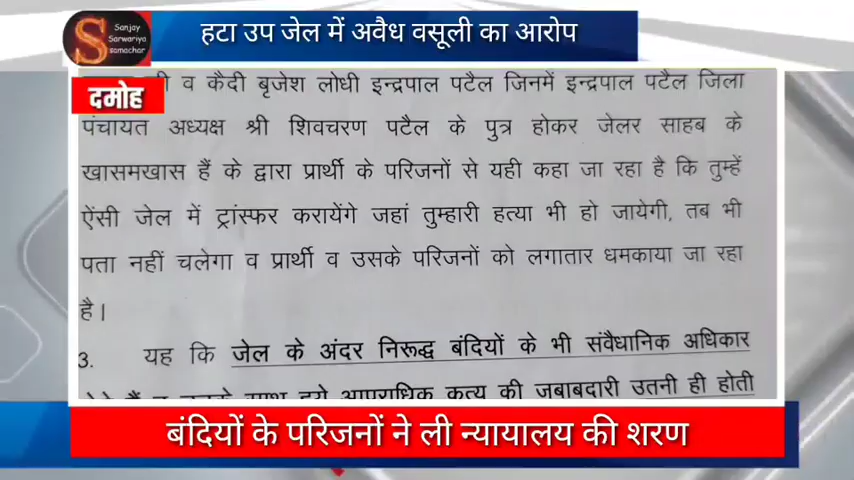 Sanjay
Sarwariya
samachar
हटा उप जेल में अवैध वसूली का आरोप
दमोह
व कैदी बृजेश लोधी इन्द्रपाल पटैल जिनमें इन्द्रपाल पटैल जिला
पंचायत अध्यक्ष श्री शिवचरण पटैल के पुत्र होकर जेलर साहब के
खासमखास हैं के द्वारा प्रार्थी के परिजनों से यही कहा जा रहा है कि तुम्हें
ऐंसी जेल में ट्रांस्फर करायेंगे जहां तुम्हारी हत्या भी हो जायेगी, तब भी
पता नहीं चलेगा व प्रार्थी व उसके परिजनों को लगातार धमकाया जा रहा
है।
3. यह कि जेल के अंदर निरूद्ध बंदियों के भी संवैधानिक अधिकार
आपराधिक कृत्य की जबाबदारी उतनी ही होती
बंदियों के परिजनों ने ली न्यायालय की शरण